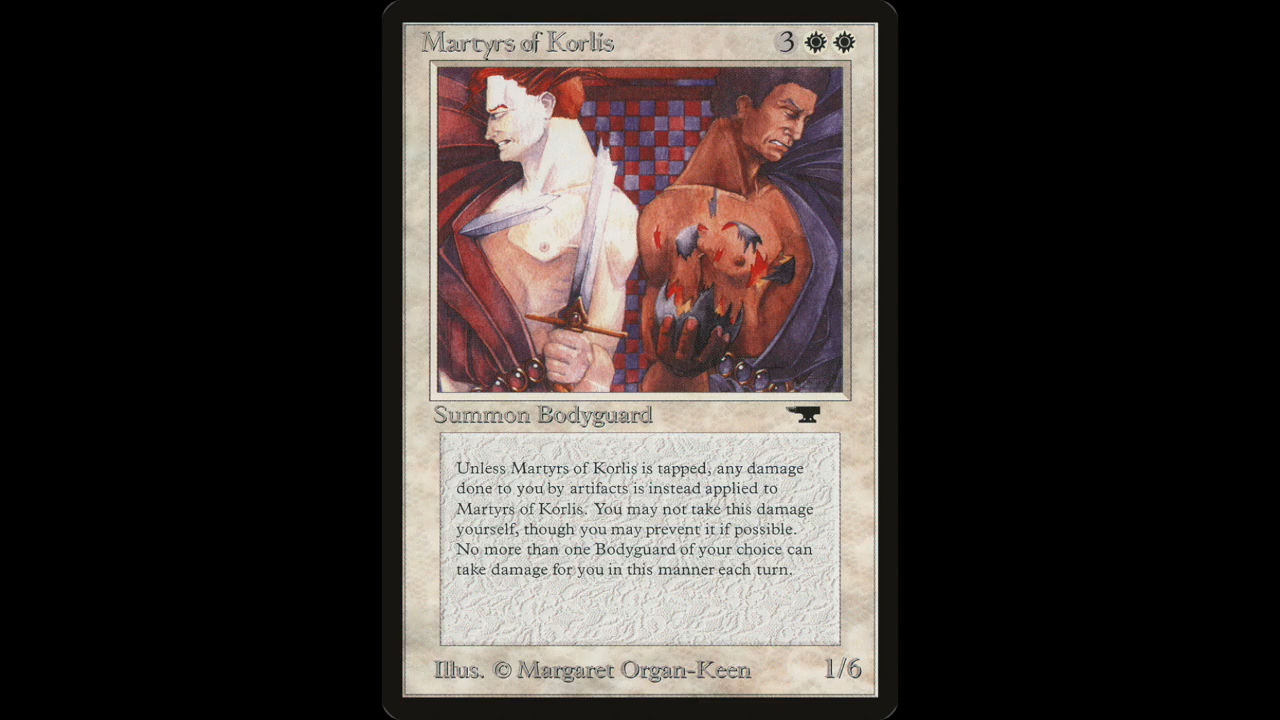 Martyrs of Korlis 3
Summon Bodyguard
Unless Martyrs of Korlis is tapped, any damage
done to you by artifacts is instead applied to
Martyrs of Korlis. You may not take this damage
yourself, though you may prevent it if possible.
No more than one Bodyguard of your choice can
take damage for you in this manner each turn.
Illus. © Margaret Organ-Keen 1/6